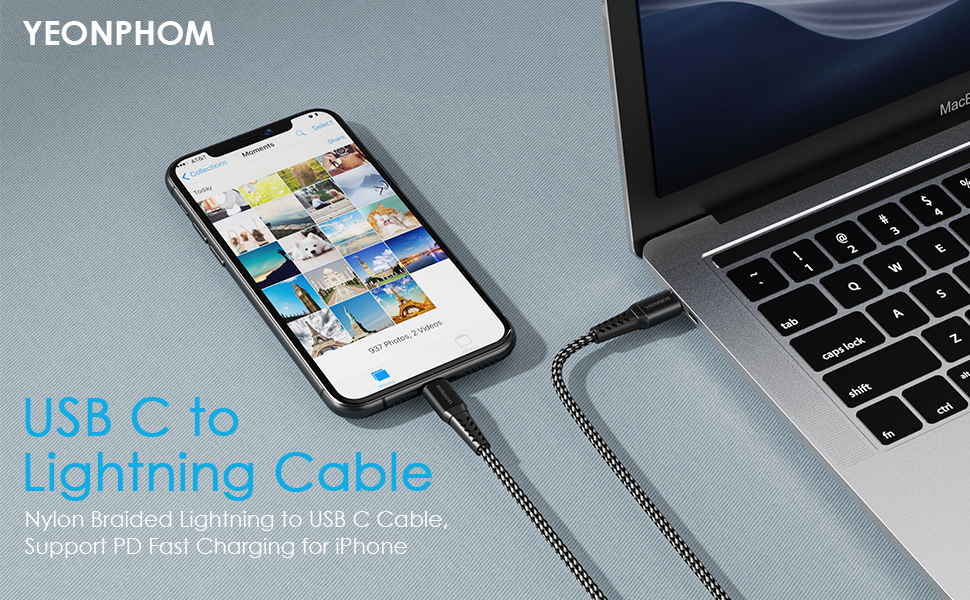 YEONPHOM
AT&T
Collections
Moments
Select
Share
Today
937 Photos, 2 Videos
MacB
~
`
!
1
@
2
#
3
$
4
%
tab
Q
W
E
caps lock
A
S
shift
Z
fn
ctrl
alt
YEONPHOM
USB C to
Lightning Cable
Nylon Braided Lightning to USB C Cable,
Support PD Fast Charging for iPhone